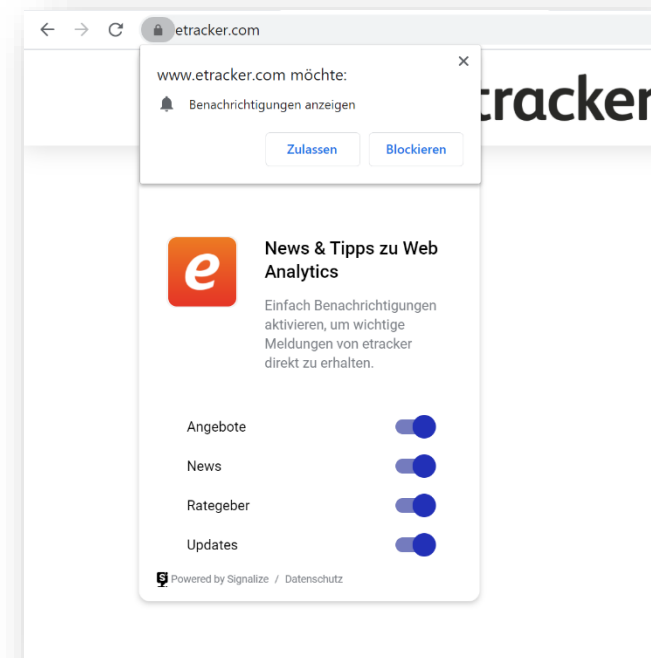 etracker.com
www.etracker.com möchte:
Benachrichtigungen anzeigen
Zulassen
Blockieren
tracker
e
News & Tipps zu Web
Analytics
Einfach Benachrichtigungen
aktivieren, um wichtige
Meldungen von etracker
direkt zu erhalten.
Angebote
News
Rategeber
Updates
S Powered by Signalize / Datenschutz